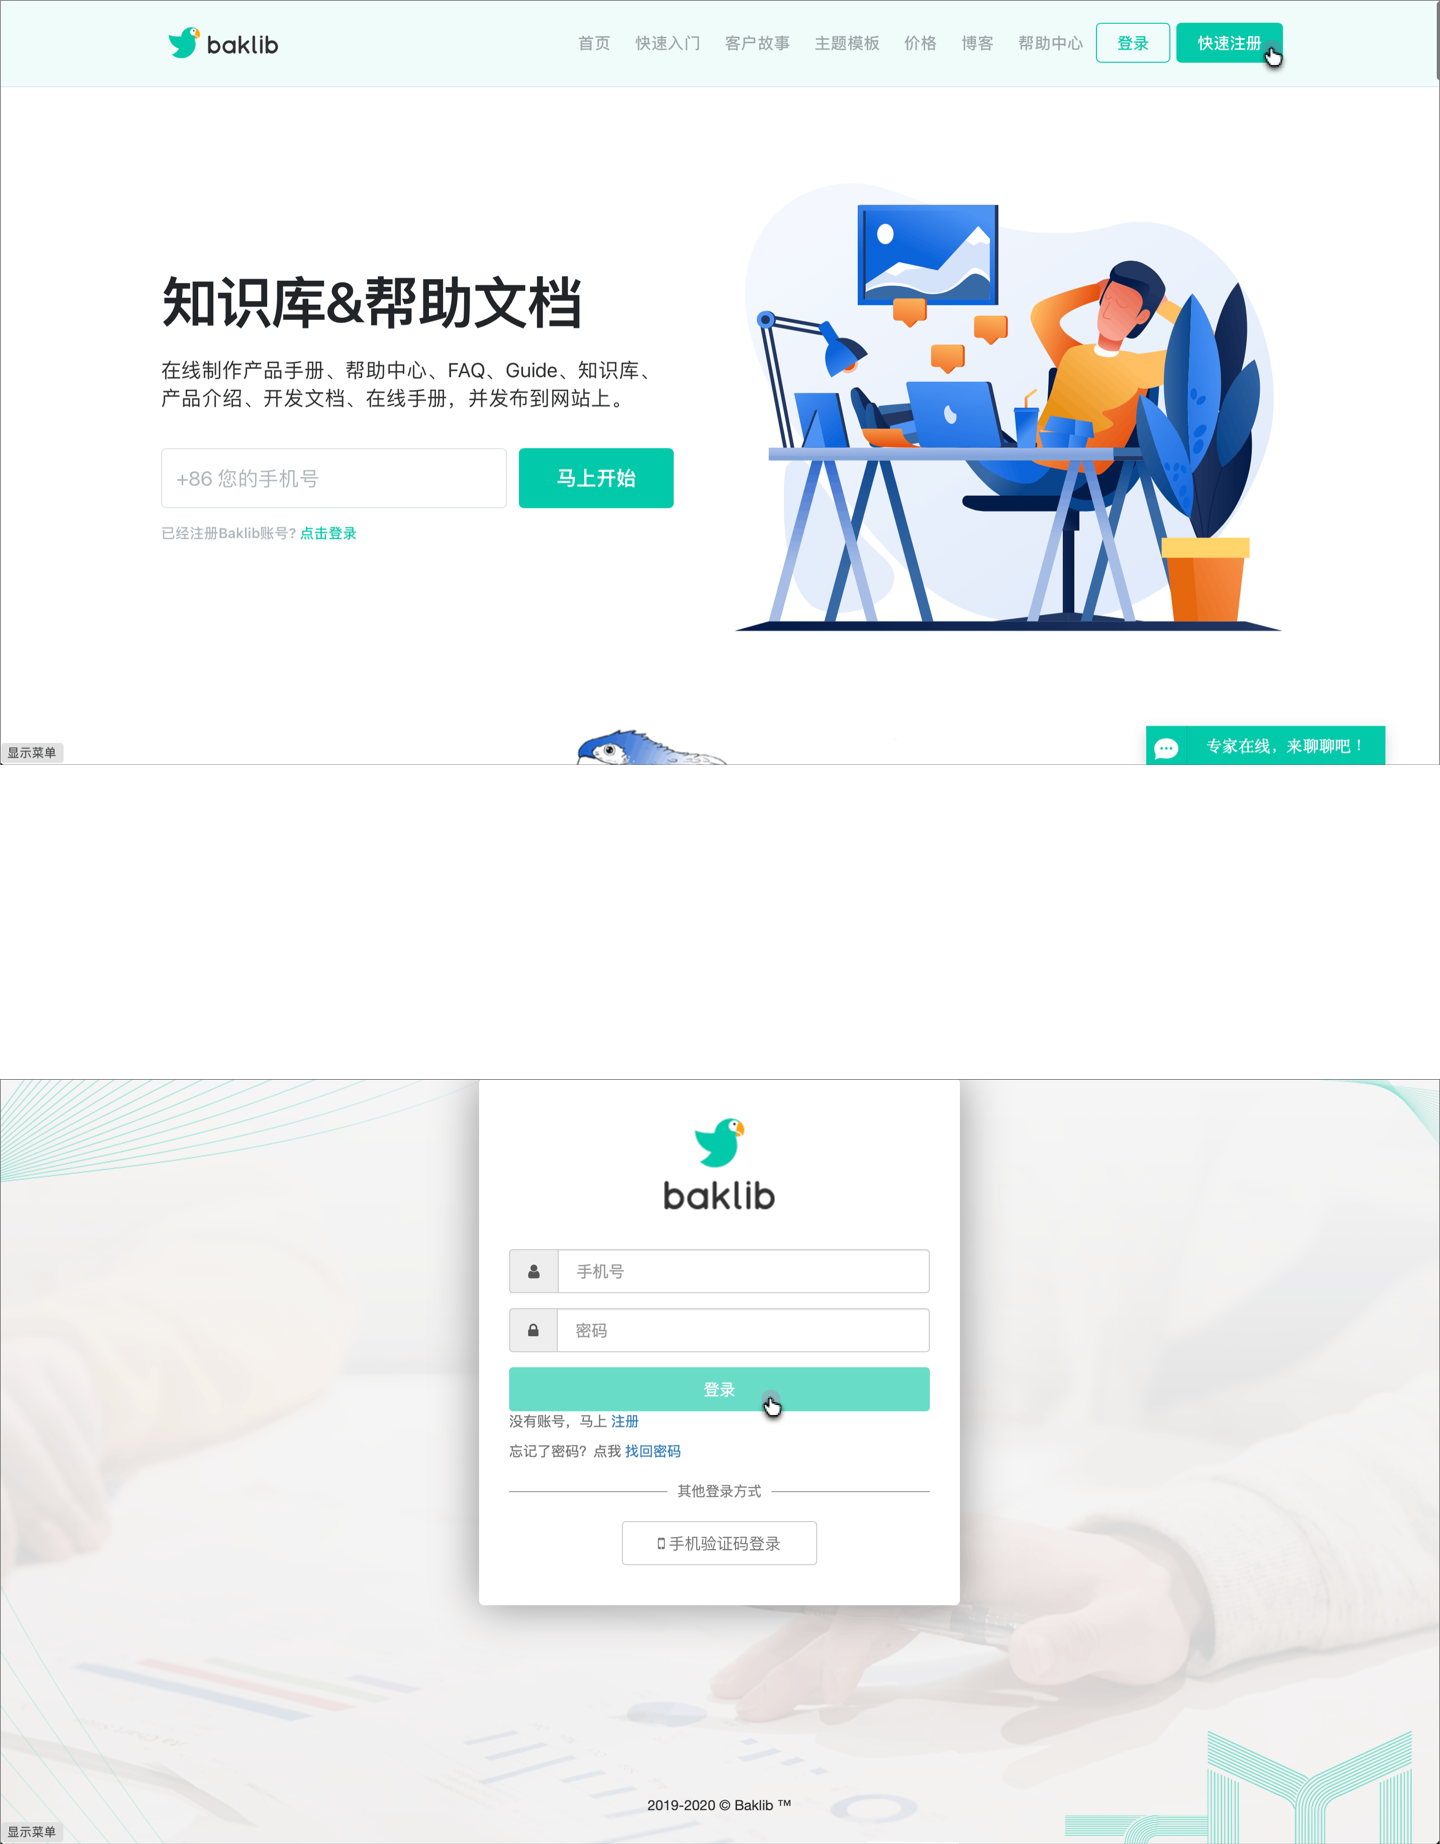 baklib
首页 快速入门 客户故事 主题模板 价格 博客 帮助中心 登录 快速注册
知识库&帮助文档
在线制作产品手册、帮助中心、FAQ、Guide、知识库、
产品介绍、开发文档、在线手册，并发布到网站上。
+86 您的手机号 马上开始
已经注册Baklib账号? 点击登录
显示菜单
专家在线，来聊聊吧！
baklib
手机号
密码
登录
没有账号，马上 注册
忘记了密码？点我 找回密码
其他登录方式
手机验证码登录
2019-2020 © Baklib ™
显示菜单